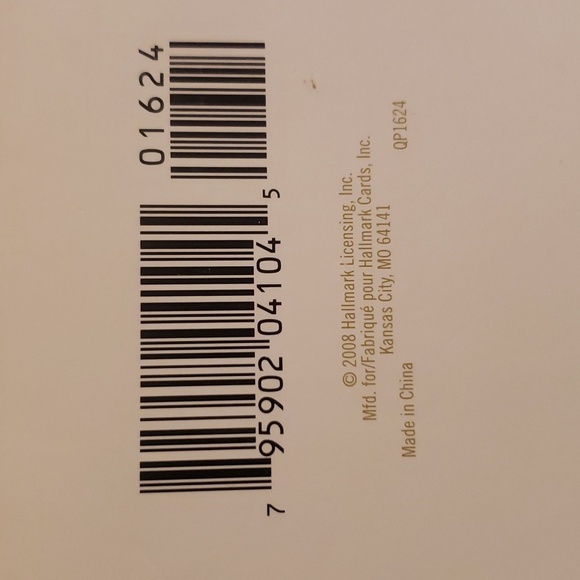 7 95902 04104 5
01624
© 2008 Hallmark Licensing, Inc.
Mfd. for/Fabriqué pour Hallmark Cards, Inc.
Kansas City, MO 64141
Made in China
QP1624